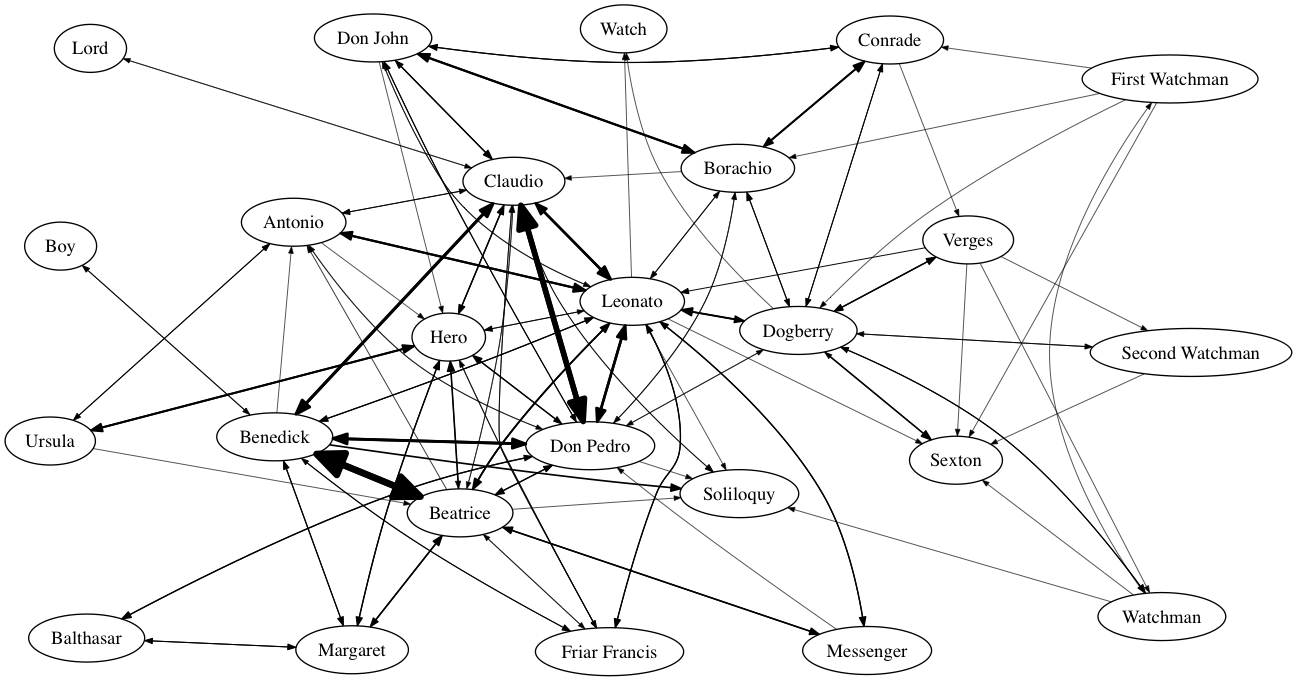 Watch
Don John
Conrade
Lord
First Watchman
Borachio
Claudio
Antonio
Verges
Boy
Leonato
Dogberry
Hero
Second Watchman
Benedick
Ursula
Don Pedro
Sexton
Soliloquy
Beatrice
Watchman
Balthasar
Margaret
Friar Francis
Messenger